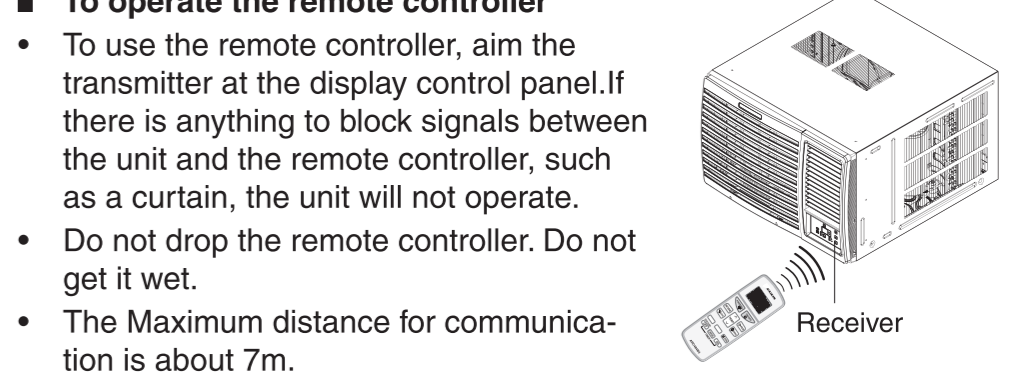 ■ To operate the remote controller
• To use the remote controller, aim the
transmitter at the display control panel.If
there is anything to block signals between
the unit and the remote controller, such
as a curtain, the unit will not operate.
• Do not drop the remote controller. Do not
get it wet.
• The Maximum distance for communica-
tion is about 7m.
Receiver